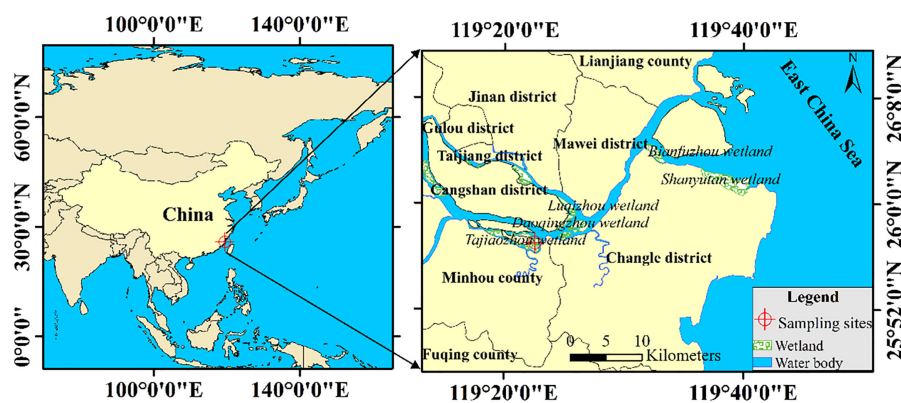 100°0'0"E
140°0'0"E
60°0'0"N
30°0'0"N
0°0'0"
China
100°0'0"E
140°0'0"E
119°20'0"E
119°40'0"E
Lianjiang county
N
East China Sea
Jinan district
Gulou district
Mawei district
Taijiang district
Bianfuzhou wetland
Cangshan district
Shanyutan wetland
Luqizhou wetland
Daoqingzhou wetland
Tajiaozhou wetland
Minhou county
Changle district
Fuqing county
26°8'0"N
26°0'0"N
25°52'0"N
Legend
Sampling sites
Wetland
Water body
0 5 10
Kilometers
119°20'0"E
119°40'0"E